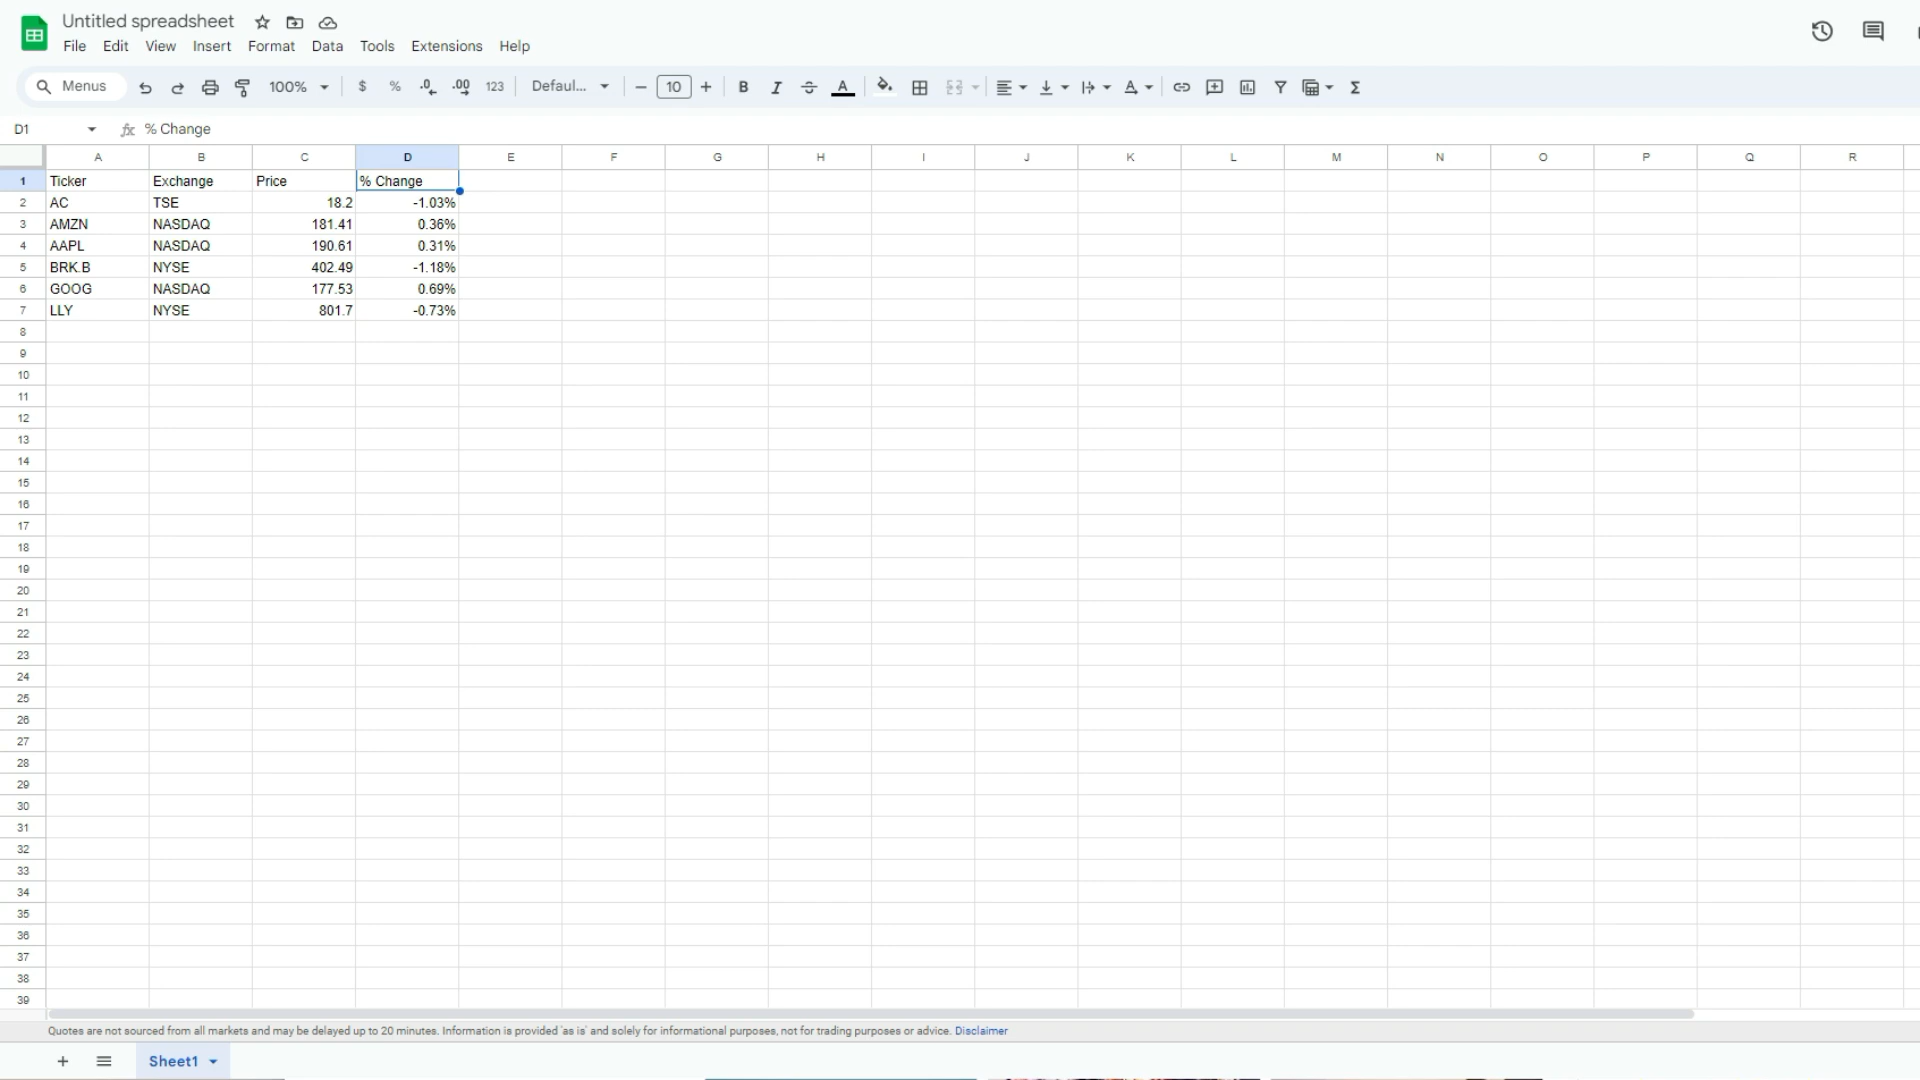 Untitled spreadsheet
File Edit View Insert Format Data Tools Extensions Help
Menus 100% $ % .0 .00 123 Defaul... − 10 + B I S A Σ
D1 fx % Change
A B C D E F G H I J K L M N O P Q R
1 Ticker Exchange Price % Change
2 AC TSE 18.2 -1.03%
3 AMZN NASDAQ 181.41 0.36%
4 AAPL NASDAQ 190.61 0.31%
5 BRK.B NYSE 402.49 -1.18%
6 GOOG NASDAQ 177.53 0.69%
7 LLY NYSE 801.7 -0.73%
8
9
10
11
12
13
14
15
16
17
18
19
20
21
22
23
24
25
26
27
28
29
30
31
32
33
34
35
36
37
38
39
Quotes are not sourced from all markets and may be delayed up to 20 minutes. Information is provided 'as is' and solely for informational purposes, not for trading purposes or advice. Disclaimer
+ Sheet1